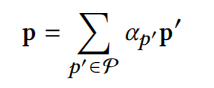 𝐩 = ∑ α_{p′} 𝐩′
p′∈𝒫